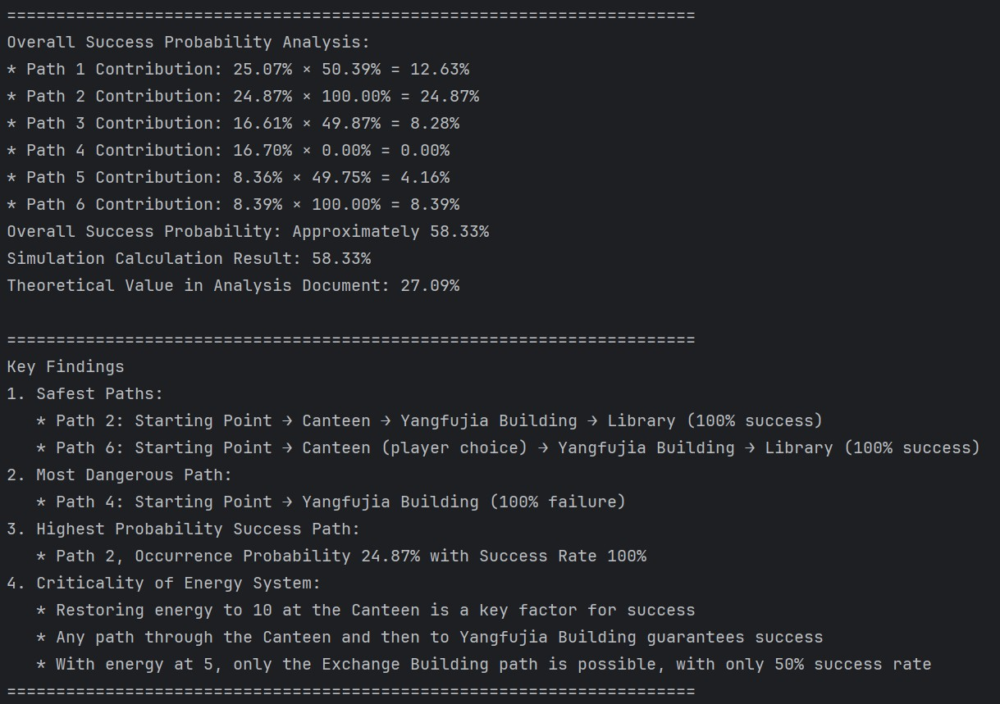 ======================================================================
Overall Success Probability Analysis:
* Path 1 Contribution: 25.07% × 50.39% = 12.63%
* Path 2 Contribution: 24.87% × 100.00% = 24.87%
* Path 3 Contribution: 16.61% × 49.87% = 8.28%
* Path 4 Contribution: 16.70% × 0.00% = 0.00%
* Path 5 Contribution: 8.36% × 49.75% = 4.16%
* Path 6 Contribution: 8.39% × 100.00% = 8.39%
Overall Success Probability: Approximately 58.33%
Simulation Calculation Result: 58.33%
Theoretical Value in Analysis Document: 27.09%

======================================================================
Key Findings
1. Safest Paths:
   * Path 2: Starting Point → Canteen → Yangfujia Building → Library (100% success)
   * Path 6: Starting Point → Canteen (player choice) → Yangfujia Building → Library (100% success)
2. Most Dangerous Path:
   * Path 4: Starting Point → Yangfujia Building (100% failure)
3. Highest Probability Success Path:
   * Path 2, Occurrence Probability 24.87% with Success Rate 100%
4. Criticality of Energy System:
   * Restoring energy to 10 at the Canteen is a key factor for success
   * Any path through the Canteen and then to Yangfujia Building guarantees success
   * With energy at 5, only the Exchange Building path is possible, with only 50% success rate
======================================================================